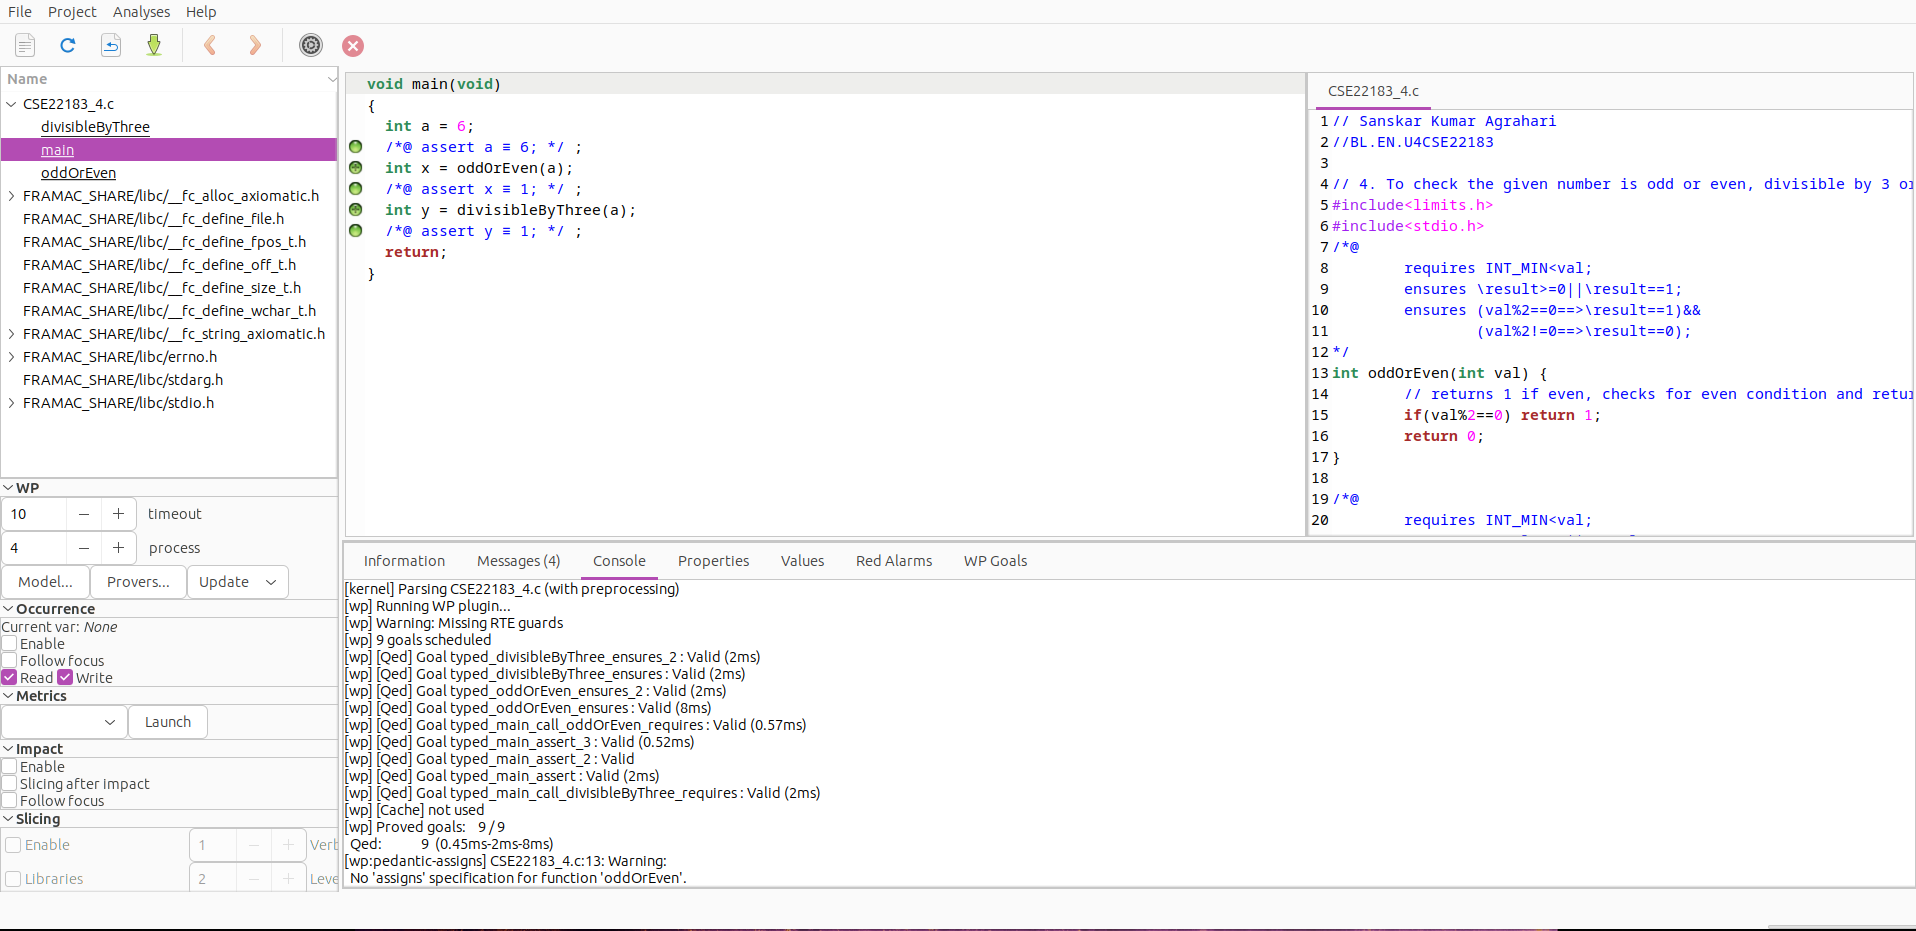 File Project Analyses Help
Name
CSE22183_4.c
divisibleByThree
main
oddOrEven
FRAMAC_SHARE/libc/__fc_alloc_axiomatic.h
FRAMAC_SHARE/libc/__fc_define_file.h
FRAMAC_SHARE/libc/__fc_define_fpos_t.h
FRAMAC_SHARE/libc/__fc_define_off_t.h
FRAMAC_SHARE/libc/__fc_define_size_t.h
FRAMAC_SHARE/libc/__fc_define_wchar_t.h
FRAMAC_SHARE/libc/__fc_string_axiomatic.h
FRAMAC_SHARE/libc/errno.h
FRAMAC_SHARE/libc/stdarg.h
FRAMAC_SHARE/libc/stdio.h
WP
10 − + timeout
4 − + process
Model... Provers... Update
Occurrence
Current var: None
Enable
Follow focus
Read Write
Metrics
Launch
Impact
Enable
Slicing after impact
Follow focus
Slicing
Enable 1 − + Verb
Libraries 2 − + Leve
void main(void)
{
int a = 6;
/*@ assert a ≡ 6; */ ;
int x = oddOrEven(a);
/*@ assert x ≡ 1; */ ;
int y = divisibleByThree(a);
/*@ assert y ≡ 1; */ ;
return;
}
CSE22183_4.c
1 // Sanskar Kumar Agrahari
2 //BL.EN.U4CSE22183
3
4 // 4. To check the given number is odd or even, divisible by 3 or
5 #include<limits.h>
6 #include<stdio.h>
7 /*@
8 requires INT_MIN<val;
9 ensures \result>=0||\result==1;
10 ensures (val%2==0==>\result==1)&&
11 (val%2!=0==>\result==0);
12 */
13 int oddOrEven(int val) {
14 // returns 1 if even, checks for even condition and retur
15 if(val%2==0) return 1;
16 return 0;
17 }
18
19 /*@
20 requires INT_MIN<val;
Information Messages (4) Console Properties Values Red Alarms WP Goals
[kernel] Parsing CSE22183_4.c (with preprocessing)
[wp] Running WP plugin...
[wp] Warning: Missing RTE guards
[wp] 9 goals scheduled
[wp] [Qed] Goal typed_divisibleByThree_ensures_2 : Valid (2ms)
[wp] [Qed] Goal typed_divisibleByThree_ensures : Valid (2ms)
[wp] [Qed] Goal typed_oddOrEven_ensures_2 : Valid (2ms)
[wp] [Qed] Goal typed_oddOrEven_ensures : Valid (8ms)
[wp] [Qed] Goal typed_main_call_oddOrEven_requires : Valid (0.57ms)
[wp] [Qed] Goal typed_main_assert_3 : Valid (0.52ms)
[wp] [Qed] Goal typed_main_assert_2 : Valid
[wp] [Qed] Goal typed_main_assert : Valid (2ms)
[wp] [Qed] Goal typed_main_call_divisibleByThree_requires : Valid (2ms)
[wp] [Cache] not used
[wp] Proved goals: 9 / 9
Qed: 9 (0.45ms-2ms-8ms)
[wp:pedantic-assigns] CSE22183_4.c:13: Warning:
No 'assigns' specification for function 'oddOrEven'.